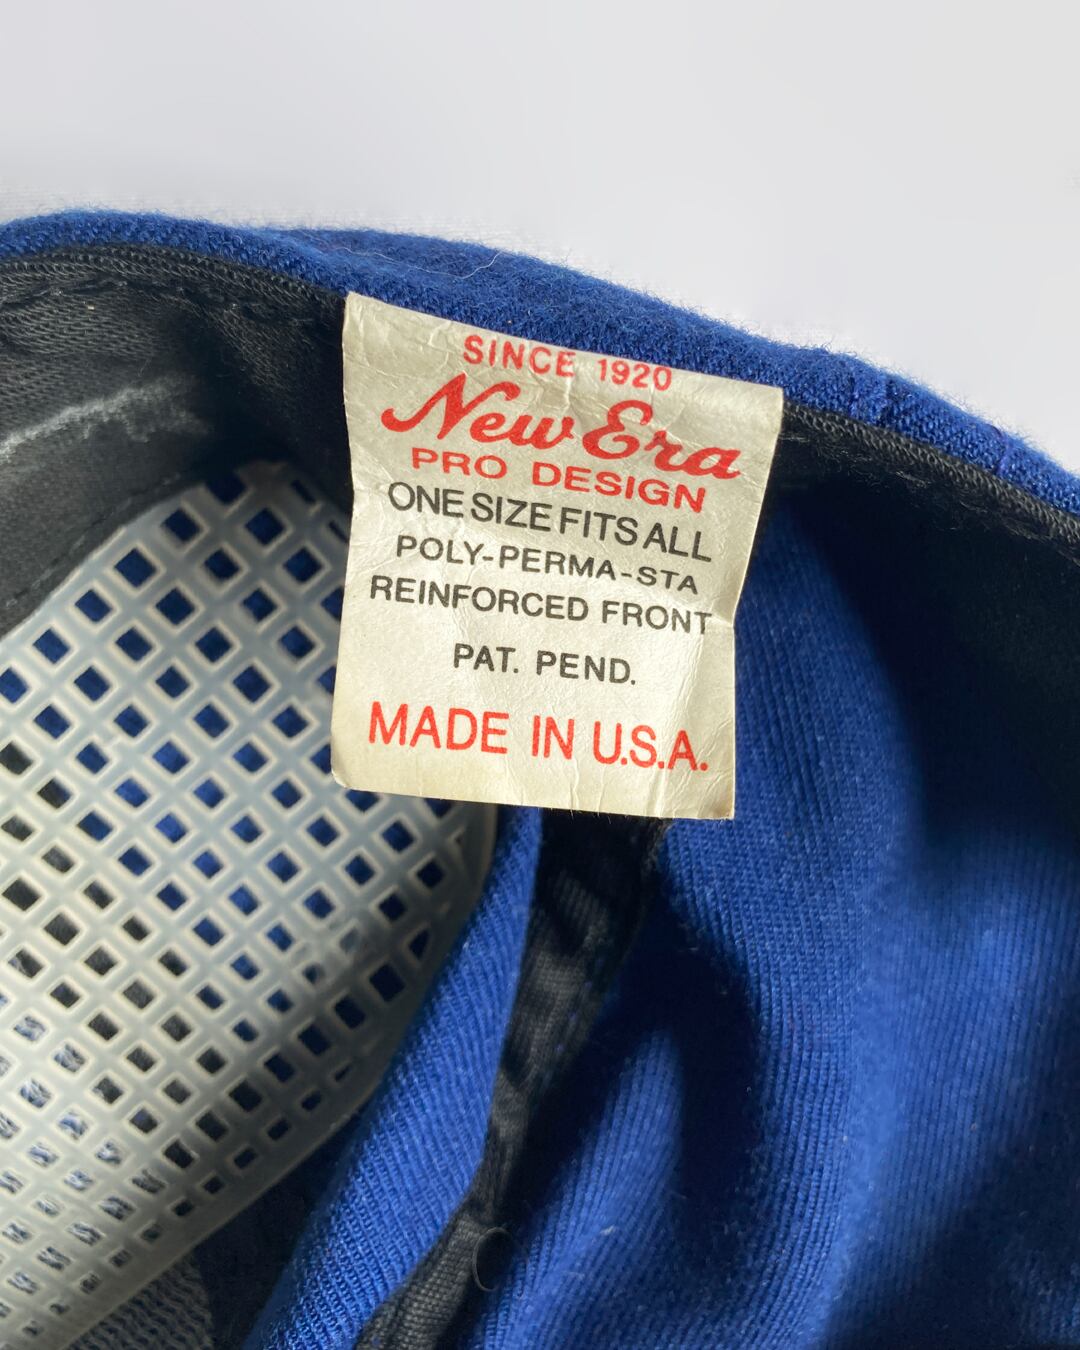 SINCE 1920
New Era
PRO DESIGN
ONE SIZE FITS ALL
POLY-PERMA-STA
REINFORCED FRONT
PAT. PEND.
MADE IN U.S.A.